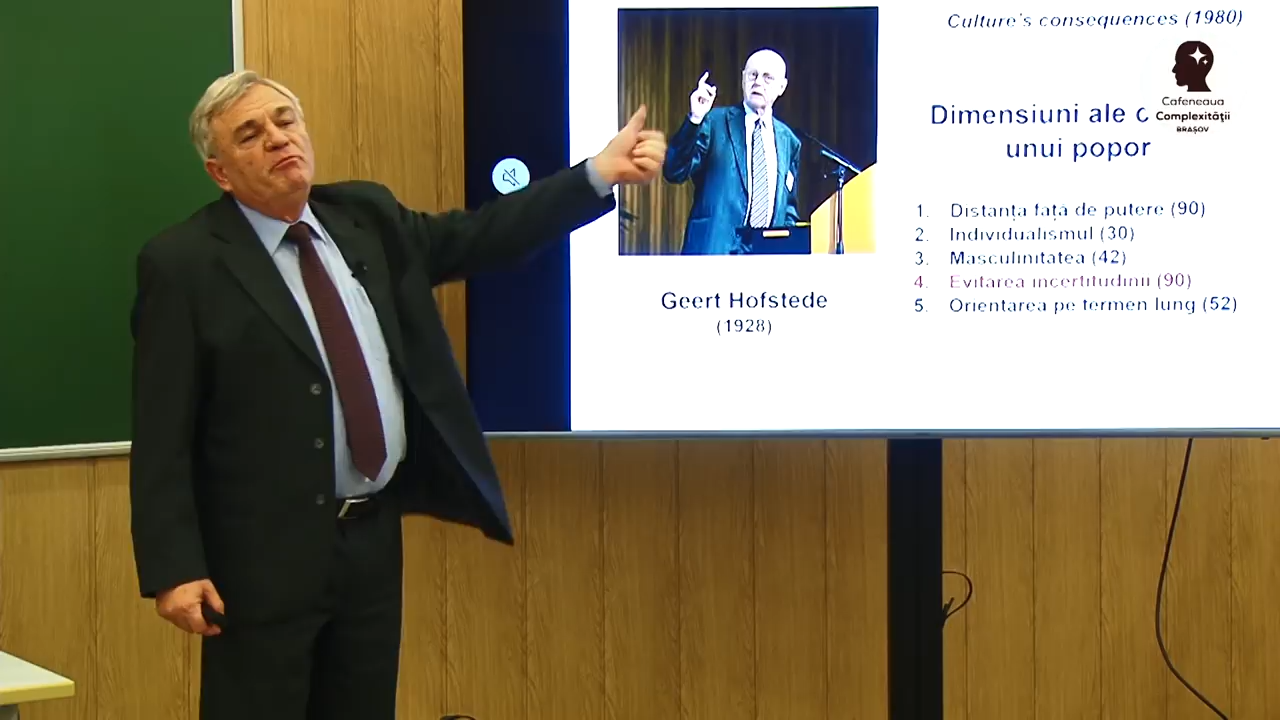 Culture's consequences (1980)
Cafeneaua
Complexității
BRAȘOV
Dimensiuni ale c
unui popor
1. Distanța față de putere (90)
2. Individualismul (30)
3. Masculinitatea (42)
4. Evitarea incertitudinii (90)
5. Orientarea pe termen lung (52)
Geert Hofstede
(1928)